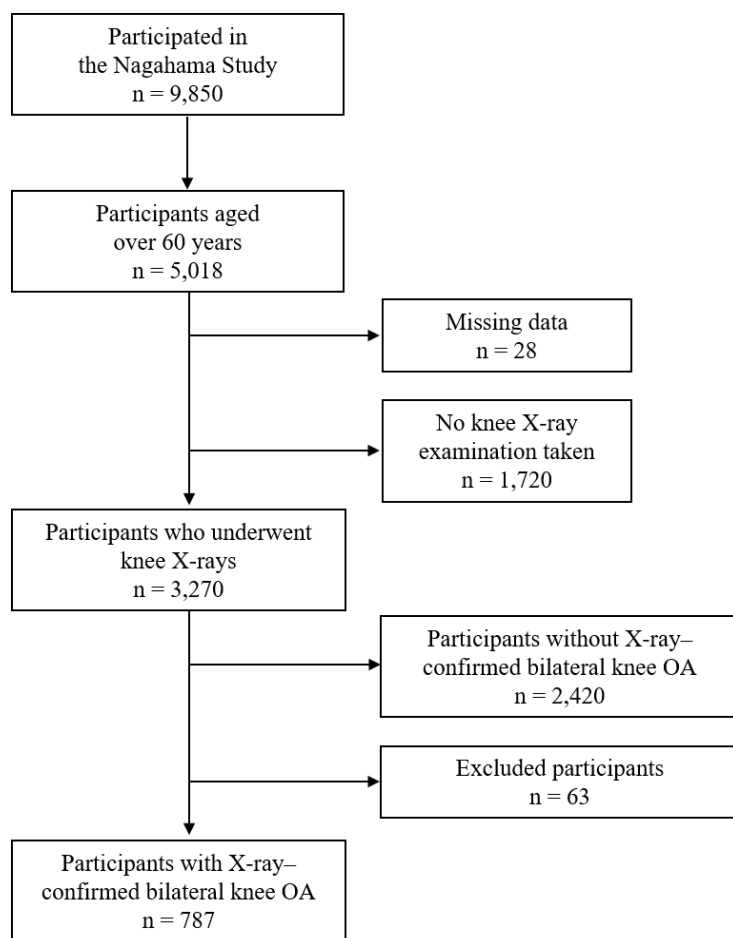 Participated in
the Nagahama Study
n = 9,850
Participants aged
over 60 years
n = 5,018
Missing data
n = 28
No knee X-ray
examination taken
n = 1,720
Participants who underwent
knee X-rays
n = 3,270
Participants without X-ray–
confirmed bilateral knee OA
n = 2,420
Excluded participants
n = 63
Participants with X-ray–
confirmed bilateral knee OA
n = 787